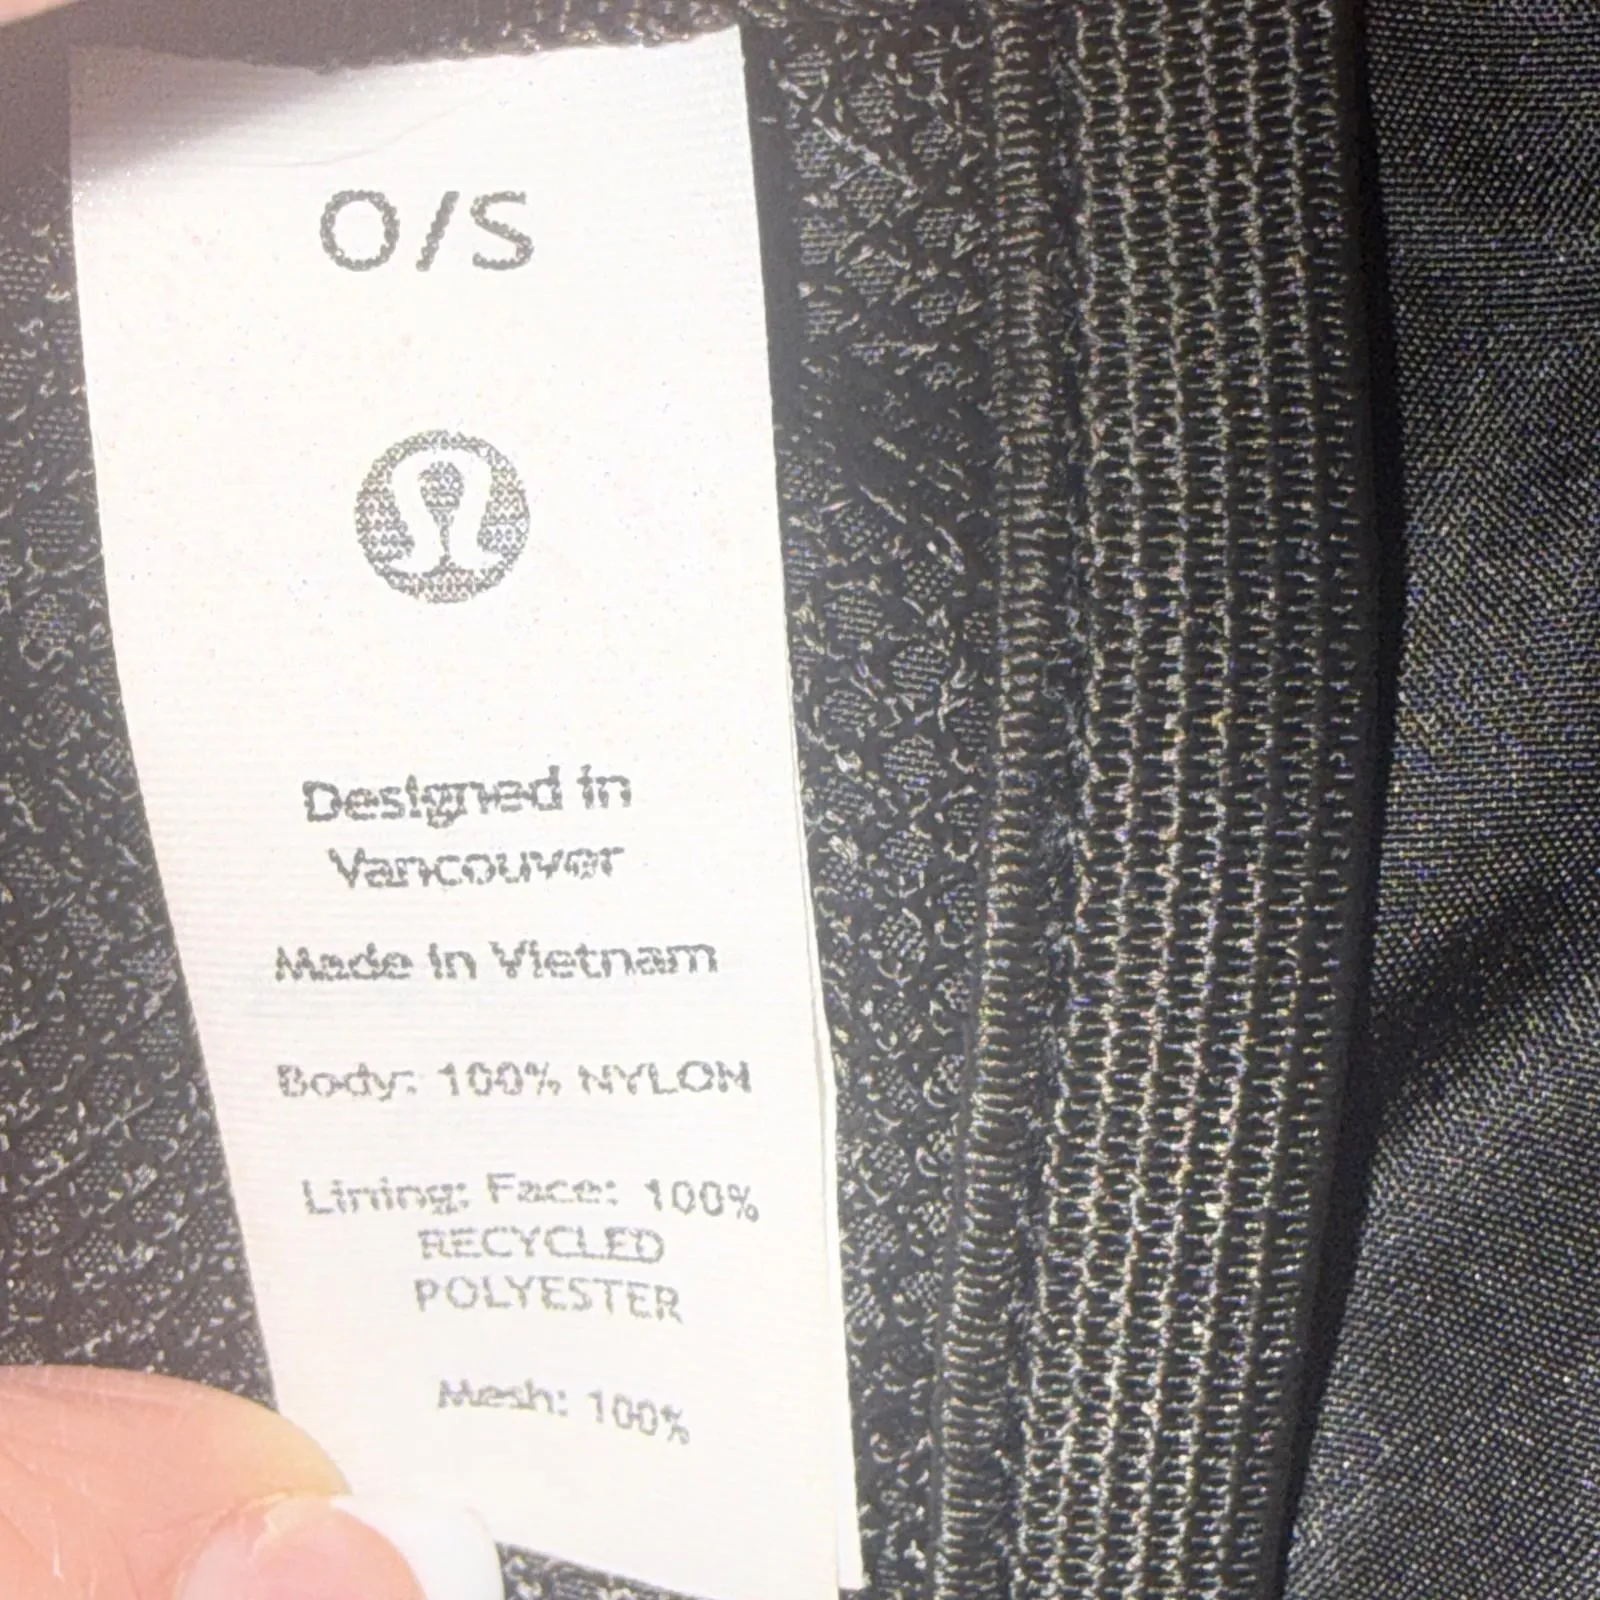 O/S
Designed in
Vancouver
Made in Vietnam
Body: 100% NYLON
Lining: Face: 100%
RECYCLED
POLYESTER
Mesh: 100%